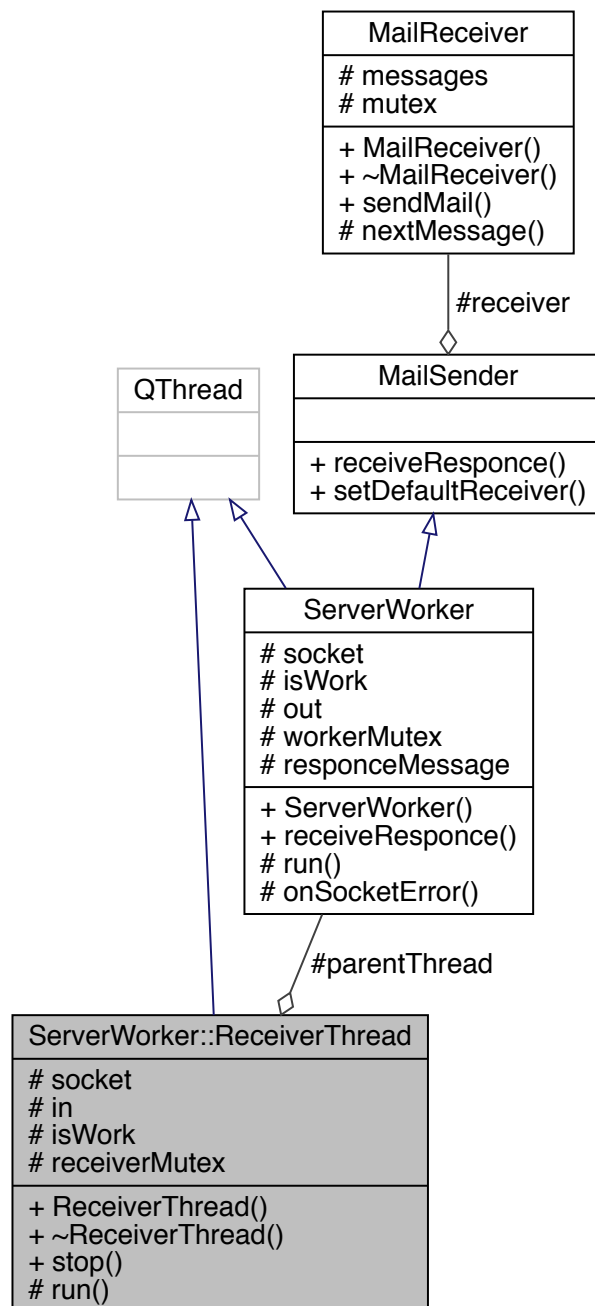 MailReceiver
# messages
# mutex
+ MailReceiver()
+ ~MailReceiver()
+ sendMail()
# nextMessage()
#receiver
QThread
MailSender
+ receiveResponce()
+ setDefaultReceiver()
ServerWorker
# socket
# isWork
# out
# workerMutex
# responceMessage
+ ServerWorker()
+ receiveResponce()
# run()
# onSocketError()
#parentThread
ServerWorker::ReceiverThread
# socket
# in
# isWork
# receiverMutex
+ ReceiverThread()
+ ~ReceiverThread()
+ stop()
# run()